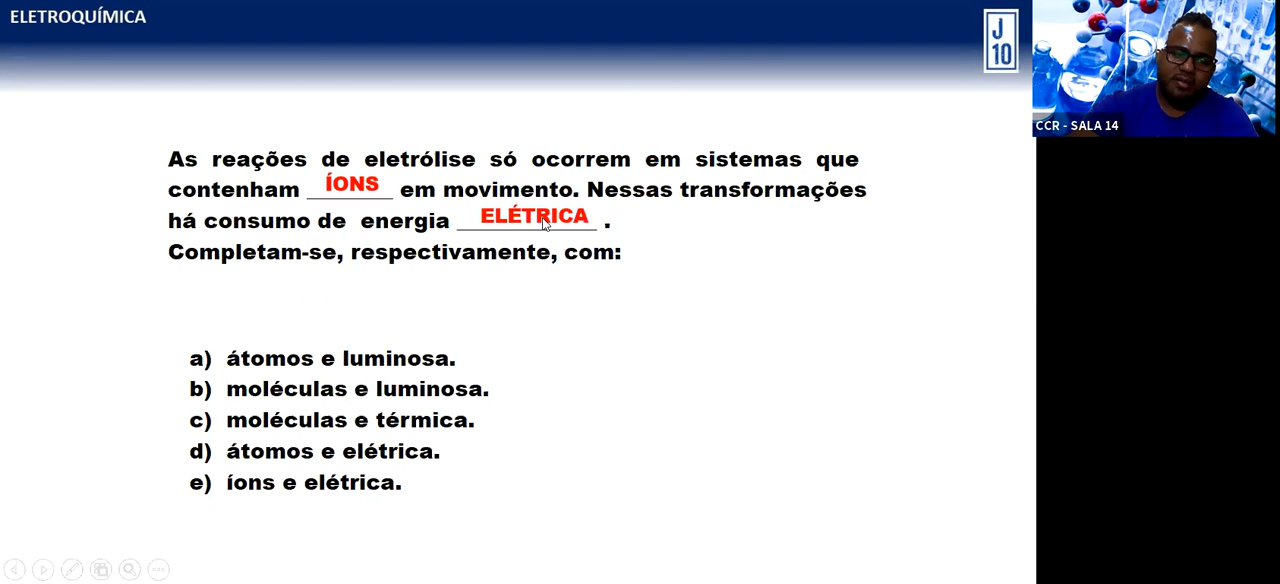 ELETROQUÍMICA
J
10
CCR - SALA 14
As reações de eletrólise só ocorrem em sistemas que
contenham ÍONS em movimento. Nessas transformações
há consumo de energia ELÉTRICA .
Completam-se, respectivamente, com:
a) átomos e luminosa.
b) moléculas e luminosa.
c) moléculas e térmica.
d) átomos e elétrica.
e) íons e elétrica.